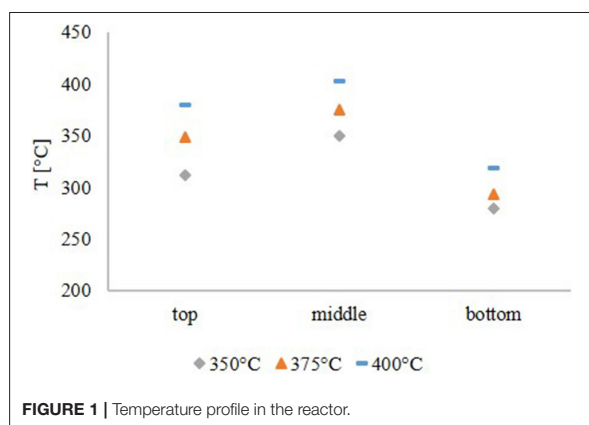 450
400
350
300
250
200
T [°C]
top middle bottom
350°C 375°C 400°C
FIGURE 1 | Temperature profile in the reactor.